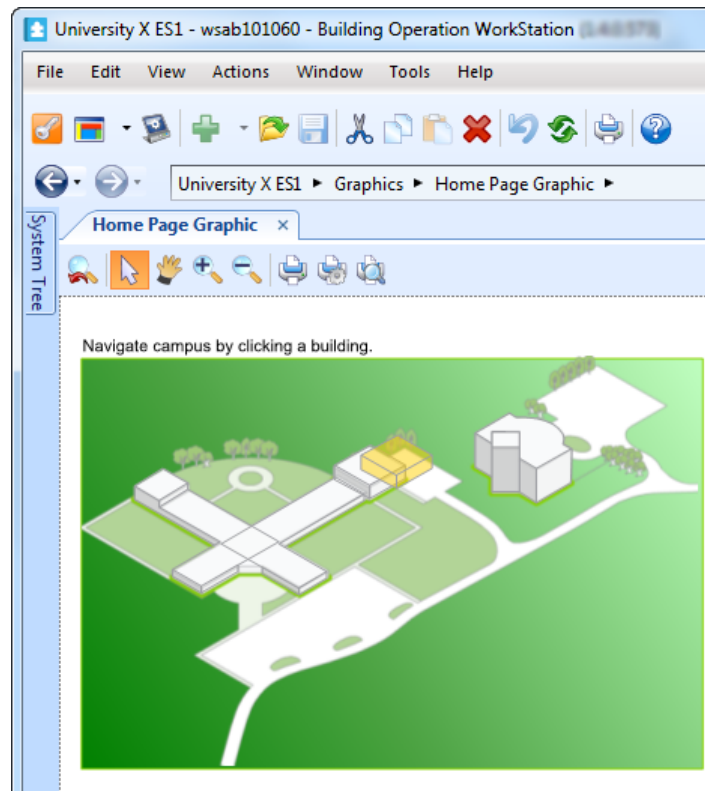 University X ES1 - wsab101060 - Building Operation WorkStation
File Edit View Actions Window Tools Help
University X ES1 ► Graphics ► Home Page Graphic ►
System Tree
Home Page Graphic ×
Navigate campus by clicking a building.